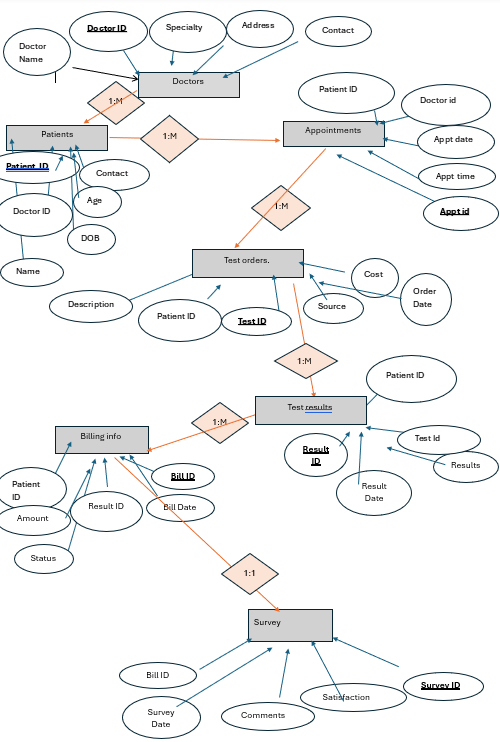 Doctor ID
Specialty
Address
Contact
Doctor
Name
Doctors
1:M
Patient ID
Doctor id
Patients
1:M
Appointments
Appt date
Patient ID
Contact
Appt time
Age
Appt id
Doctor ID
1:M
DOB
Name
Test orders.
Cost
Description
Order
Date
Source
Patient ID
Test ID
1:M
Patient ID
Test results
1:M
Billing info
Test Id
Result
ID
Results
Bill ID
Patient
ID
Result
Date
Result ID
Bill Date
Amount
Status
1:1
Survey
Bill ID
Survey ID
Satisfaction
Survey
Date
Comments